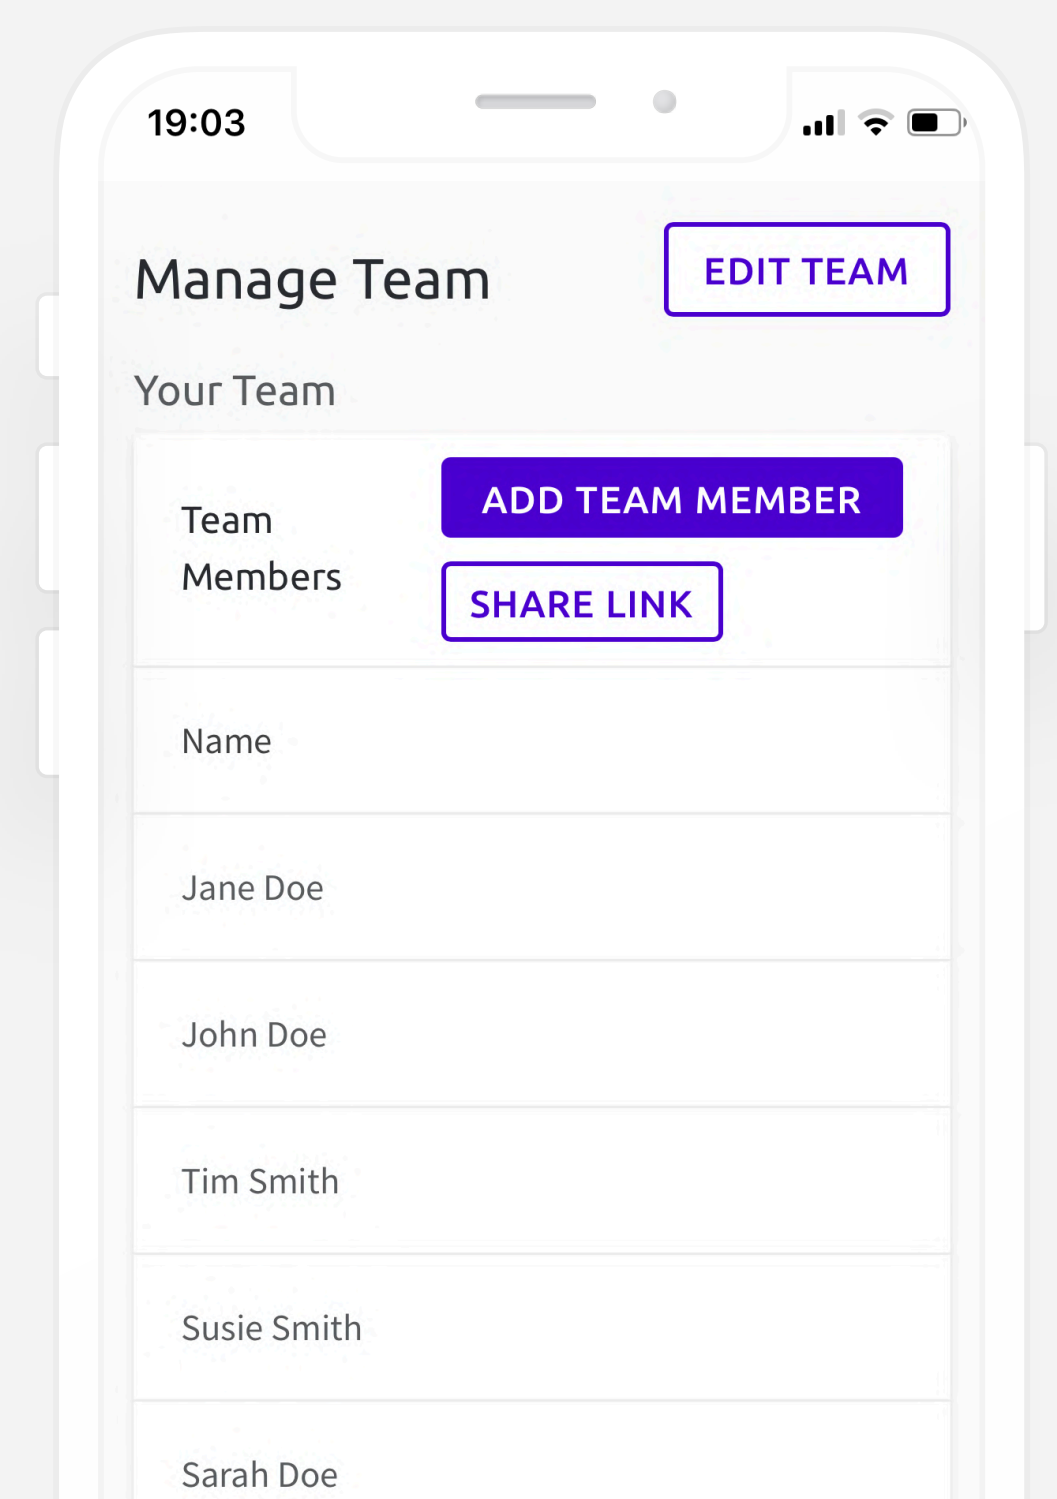 19:03
Manage Team
EDIT TEAM
Your Team
Team
Members
ADD TEAM MEMBER
SHARE LINK
Name
Jane Doe
John Doe
Tim Smith
Susie Smith
Sarah Doe